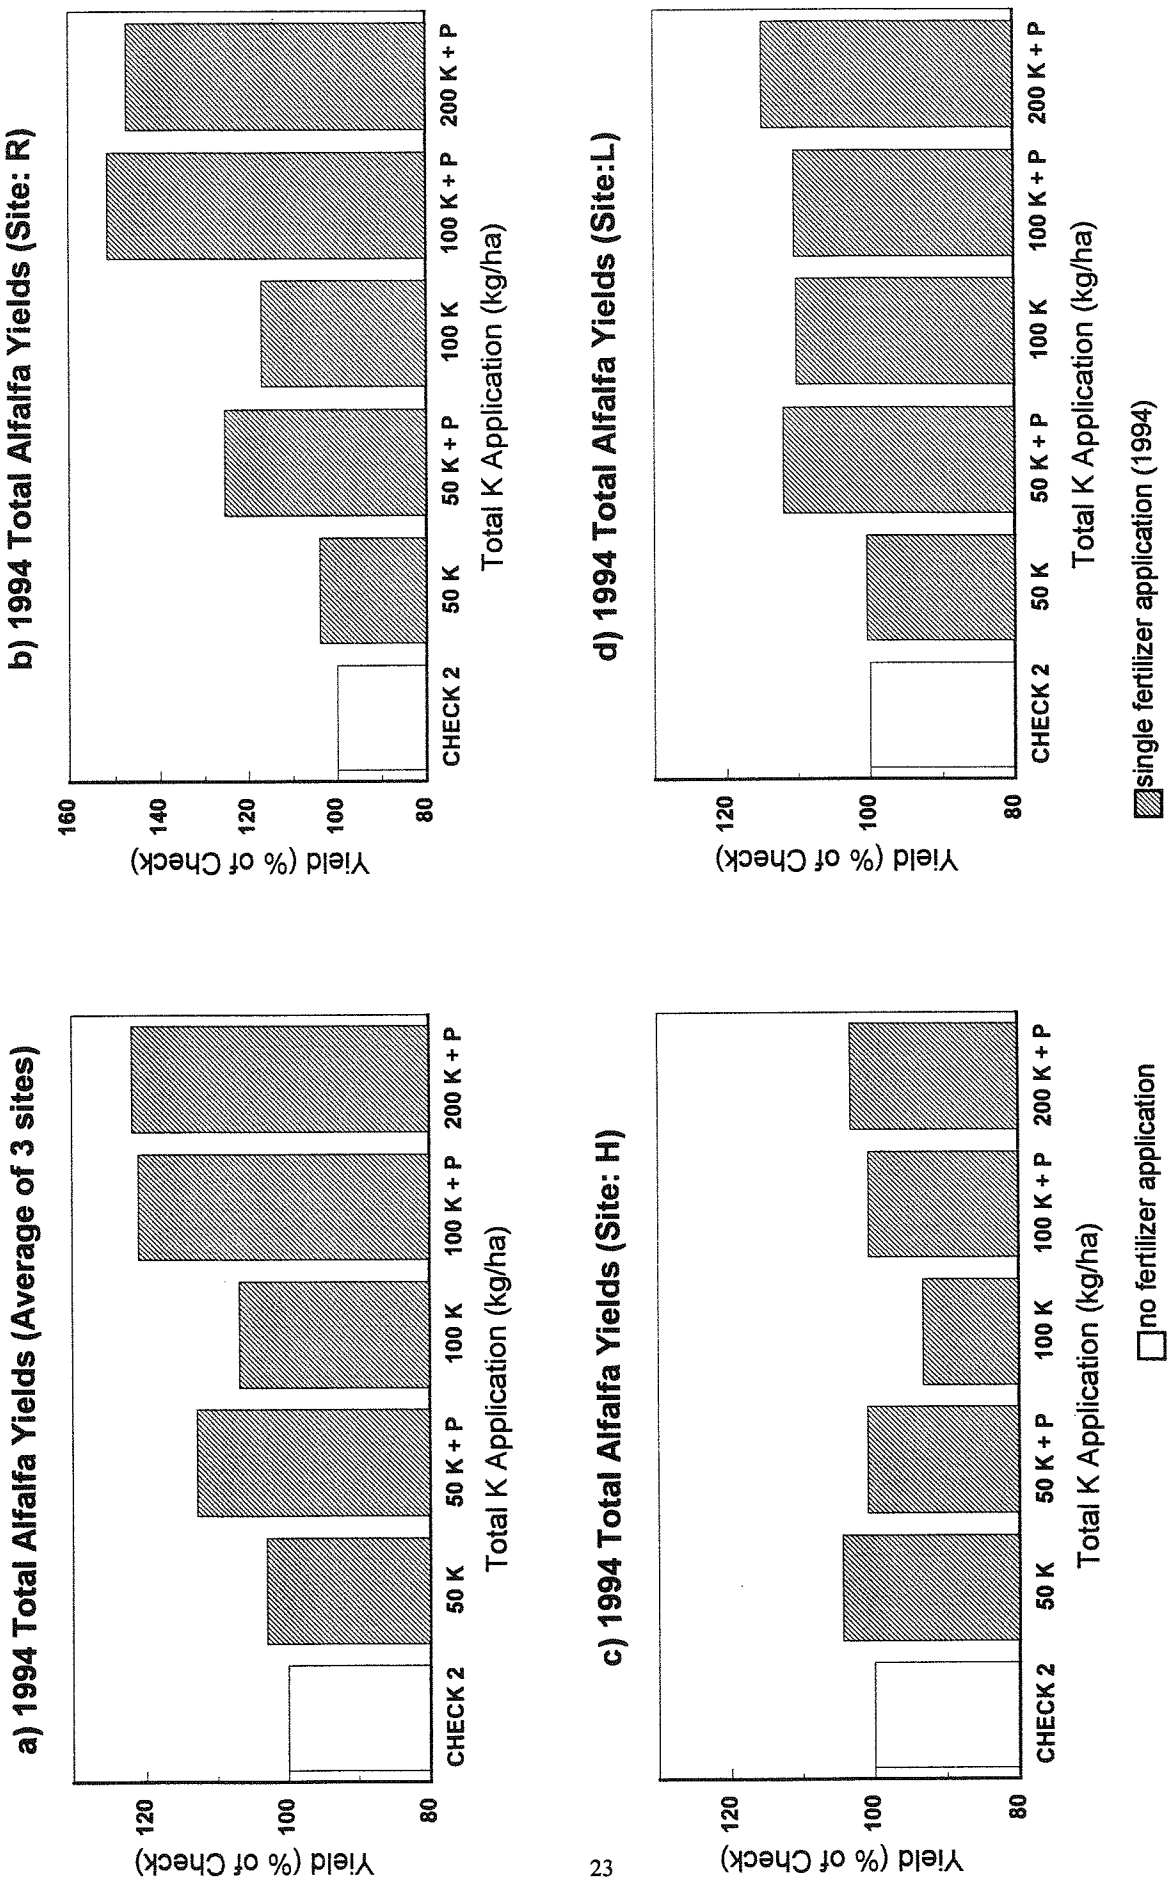 a) 1994 Total Alfalfa Yields (Average of 3 sites)
Yield (% of Check)
120
100
80
CHECK 2 50 K 50 K + P 100 K 100 K + P 200 K + P
Total K Application (kg/ha)
b) 1994 Total Alfalfa Yields (Site: R)
Yield (% of Check)
160
140
120
100
80
CHECK 2 50 K 50 K + P 100 K 100 K + P 200 K + P
Total K Application (kg/ha)
c) 1994 Total Alfalfa Yields (Site: H)
Yield (% of Check)
120
100
80
CHECK 2 50 K 50 K + P 100 K 100 K + P 200 K + P
Total K Application (kg/ha)
d) 1994 Total Alfalfa Yields (Site:L)
Yield (% of Check)
120
100
80
CHECK 2 50 K 50 K + P 100 K 100 K + P 200 K + P
Total K Application (kg/ha)
no fertilizer application
single fertilizer application (1994)
23